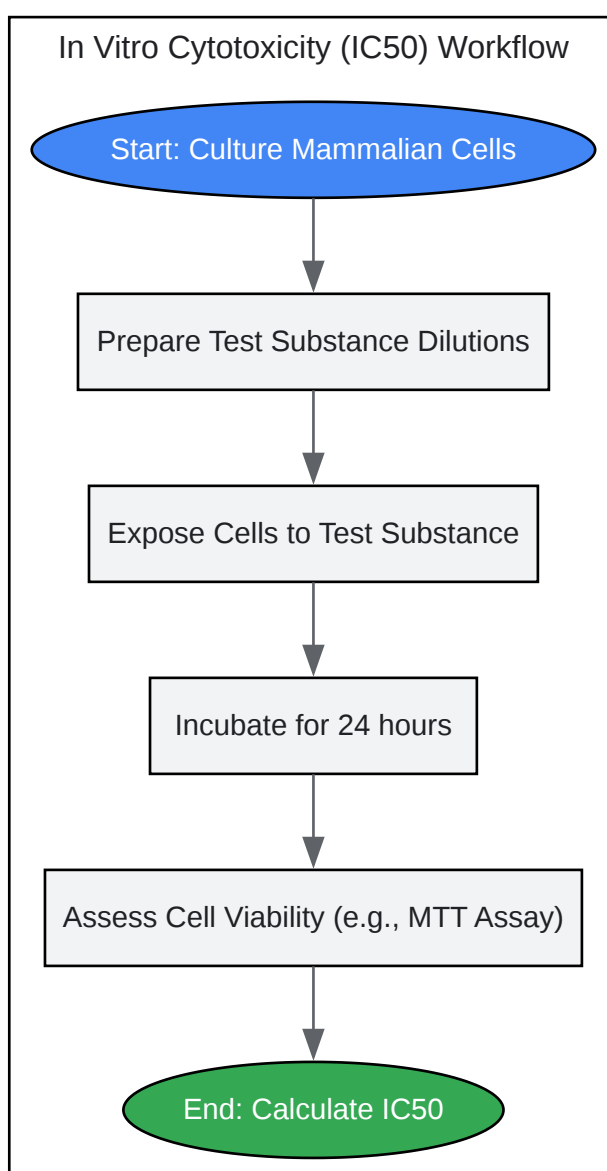 In Vitro Cytotoxicity (IC50) Workflow
Start: Culture Mammalian Cells
Prepare Test Substance Dilutions
Expose Cells to Test Substance
Incubate for 24 hours
Assess Cell Viability (e.g., MTT Assay)
End: Calculate IC50